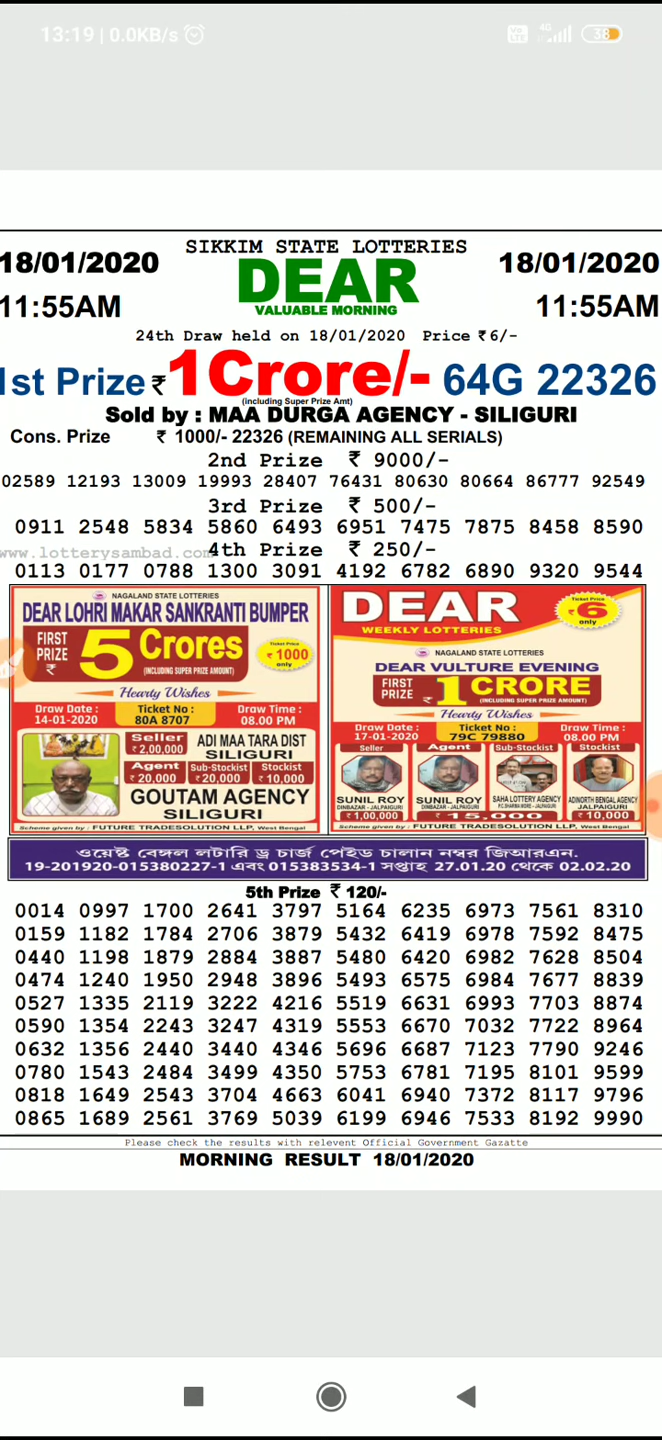 13:19 | 0.0KB/s
4G
38
SIKKIM STATE LOTTERIES
18/01/2020 DEAR 18/01/2020
11:55AM VALUABLE MORNING 11:55AM
24th Draw held on 18/01/2020 Price ₹6/-
1st Prize ₹1Crore/- 64G 22326
(including Super Prize Amt)
Sold by : MAA DURGA AGENCY - SILIGURI
Cons. Prize ₹ 1000/- 22326 (REMAINING ALL SERIALS)
2nd Prize ₹ 9000/-
02589 12193 13009 19993 28407 76431 80630 80664 86777 92549
3rd Prize ₹ 500/-
0911 2548 5834 5860 6493 6951 7475 7875 8458 8590
www.lotterysambad.com
4th Prize ₹ 250/-
0113 0177 0788 1300 3091 4192 6782 6890 9320 9544
NAGALAND STATE LOTTERIES
DEAR LOHRI MAKAR SANKRANTI BUMPER
FIRST PRIZE ₹ 5 Crores
(INCLUDING SUPER PRIZE AMOUNT)
Ticket Price ₹ 1000 only
Hearty Wishes
Draw Date : 14-01-2020
Ticket No : 80A 8707
Draw Time : 08.00 PM
Seller ₹ 2,00,000
ADI MAA TARA DIST SILIGURI
Agent ₹ 20,000
Sub-Stockist ₹ 20,000
Stockist ₹ 10,000
GOUTAM AGENCY
SILIGURI
Scheme given by : FUTURE TRADESOLUTION LLP, West Bengal
DEAR
WEEKLY LOTTERIES
Ticket Price ₹ 6 only
NAGALAND STATE LOTTERIES
DEAR VULTURE EVENING
FIRST PRIZE ₹ 1 CRORE
(INCLUDING SUPER PRIZE AMOUNT)
Hearty Wishes
Draw Date : 17-01-2020
Ticket No : 79C 79880
Draw Time : 08.00 PM
Seller Agent Sub-Stockist Stockist
SUNIL ROY SUNIL ROY SAHA LOTTERY AGENCY ADINORTH BENGAL AGENCY
DINBAZAR - JALPAIGURI DINBAZAR - JALPAIGURI JALPAIGURI
₹ 1,00,000 ₹ 15,000 ₹ 10,000
Scheme given by : FUTURE TRADESOLUTION LLP, West Bengal
ওয়েষ্ট বেঙ্গল লটারি ড্র চার্জ পেইড চালান নম্বর জিআরএন.
19-201920-015380227-1 এবং 015383534-1 সপ্তাহ 27.01.20 থেকে 02.02.20
5th Prize ₹ 120/-
0014 0997 1700 2641 3797 5164 6235 6973 7561 8310
0159 1182 1784 2706 3879 5432 6419 6978 7592 8475
0440 1198 1879 2884 3887 5480 6420 6982 7628 8504
0474 1240 1950 2948 3896 5493 6575 6984 7677 8839
0527 1335 2119 3222 4216 5519 6631 6993 7703 8874
0590 1354 2243 3247 4319 5553 6670 7032 7722 8964
0632 1356 2440 3440 4346 5696 6687 7123 7790 9246
0780 1543 2484 3499 4350 5753 6781 7195 8101 9599
0818 1649 2543 3704 4663 6041 6940 7372 8117 9796
0865 1689 2561 3769 5039 6199 6946 7533 8192 9990
Please check the results with relevent Official Government Gazatte
MORNING RESULT 18/01/2020